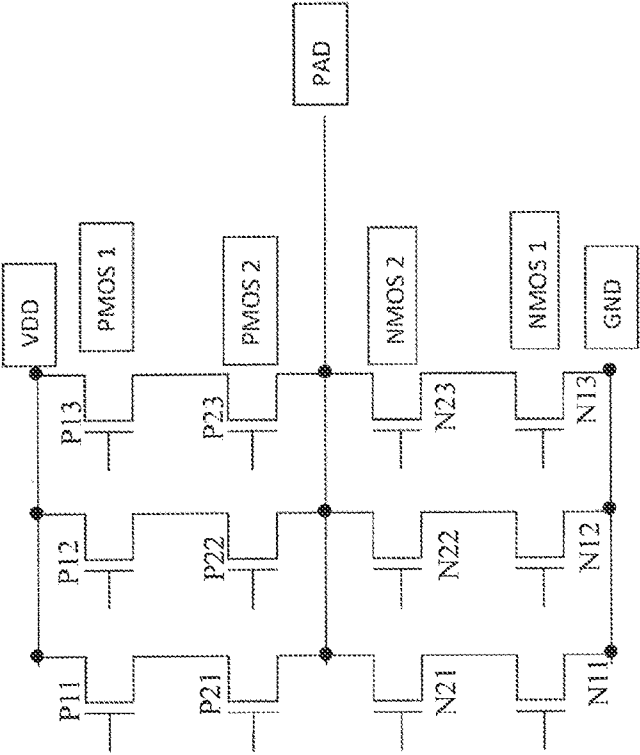 PAD
VDD
PMOS 1
PMOS 2
NMOS 2
NMOS 1
GND
P13
P23
N23
N13
P12
P22
N22
N12
P11
P21
N21
N11